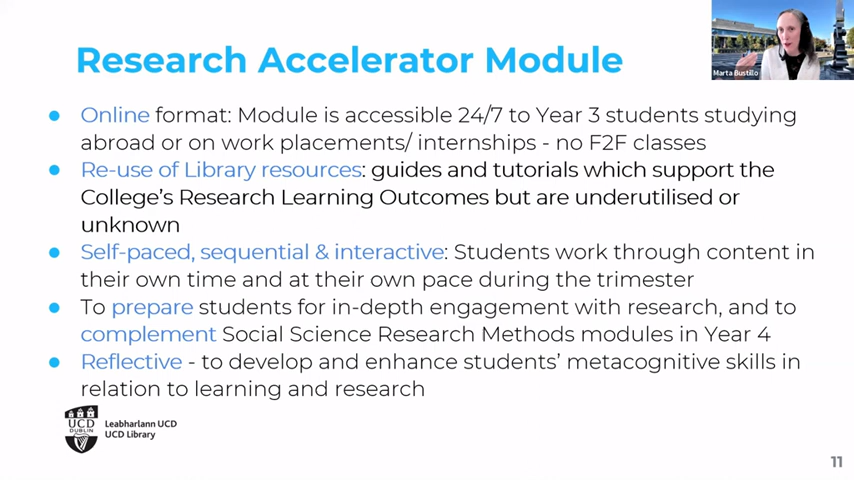 Research Accelerator Module
Marta Bustillo
● Online format: Module is accessible 24/7 to Year 3 students studying
abroad or on work placements/ internships - no F2F classes
● Re-use of Library resources: guides and tutorials which support the
College's Research Learning Outcomes but are underutilised or
unknown
● Self-paced, sequential & interactive: Students work through content in
their own time and at their own pace during the trimester
● To prepare students for in-depth engagement with research, and to
complement Social Science Research Methods modules in Year 4
● Reflective - to develop and enhance students' metacognitive skills in
relation to learning and research
UCD
DUBLIN
Leabharlann UCD
UCD Library
11